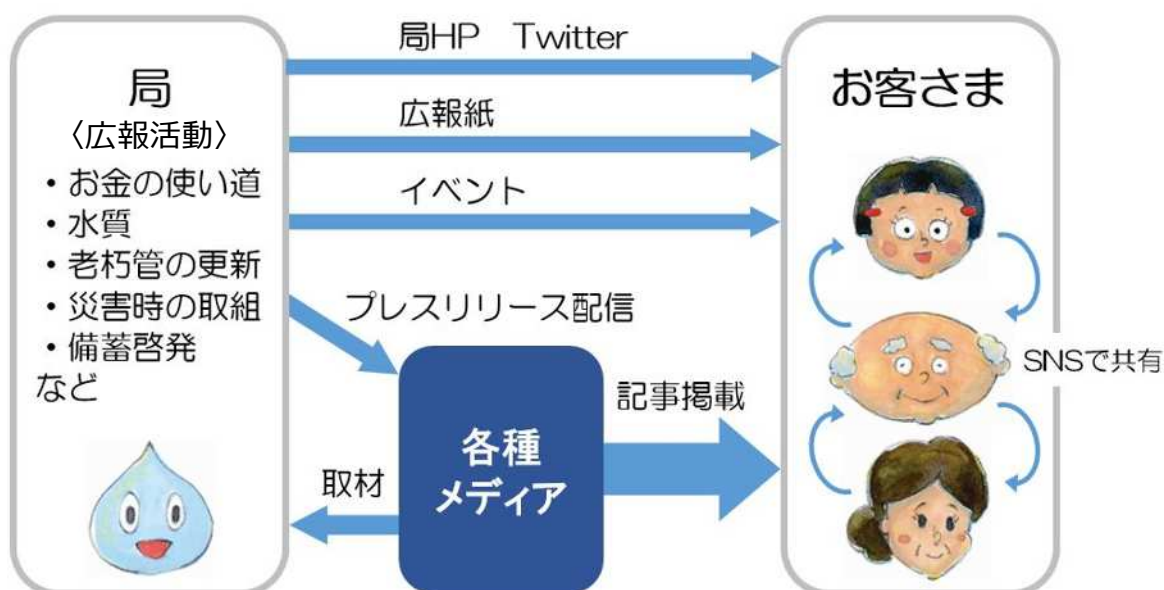 局
〈広報活動〉
・お金の使い道
・水質
・老朽管の更新
・災害時の取組
・備蓄啓発
など
局HP Twitter
広報紙
イベント
プレスリリース配信
各種
メディア
取材
記事掲載
お客さま
SNSで共有